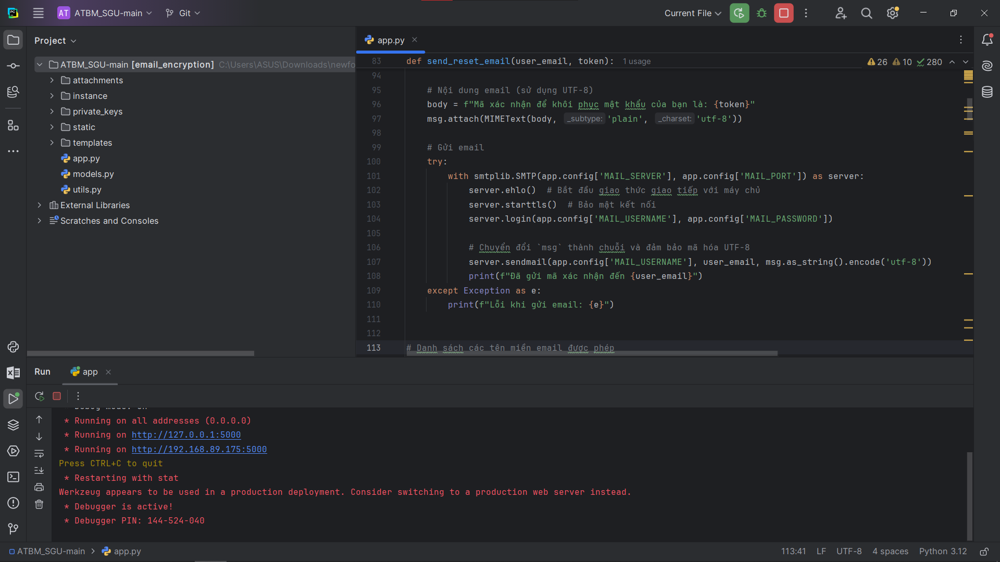 AT ATBM_SGU-main
Git
Current File
Project
app.py
ATBM_SGU-main [email_encryption] C:\Users\ASUS\Downloads\newfo
attachments
instance
private_keys
static
templates
app.py
models.py
utils.py
External Libraries
Scratches and Consoles
83 def send_reset_email(user_email, token): 1 usage
26 10 280
94
95 # Nội dung email (sử dụng UTF-8)
96 body = f"Mã xác nhận để khôi phục mật khẩu của bạn là: {token}"
97 msg.attach(MIMEText(body, _subtype: 'plain', _charset: 'utf-8'))
98
99 # Gửi email
100 try:
101 with smtplib.SMTP(app.config['MAIL_SERVER'], app.config['MAIL_PORT']) as server:
102 server.ehlo() # Bắt đầu giao thức giao tiếp với máy chủ
103 server.starttls() # Bảo mật kết nối
104 server.login(app.config['MAIL_USERNAME'], app.config['MAIL_PASSWORD'])
105
106 # Chuyển đổi `msg` thành chuỗi và đảm bảo mã hóa UTF-8
107 server.sendmail(app.config['MAIL_USERNAME'], user_email, msg.as_string().encode('utf-8'))
108 print(f"Đã gửi mã xác nhận đến {user_email}")
109 except Exception as e:
110 print(f"Lỗi khi gửi email: {e}")
111
112
113 # Danh sách các tên miền email được phép
Run
app
Debug mode: on
* Running on all addresses (0.0.0.0)
* Running on http://127.0.0.1:5000
* Running on http://192.168.89.175:5000
Press CTRL+C to quit
* Restarting with stat
Werkzeug appears to be used in a production deployment. Consider switching to a production web server instead.
* Debugger is active!
* Debugger PIN: 144-524-040
ATBM_SGU-main > app.py
113:41 LF UTF-8 4 spaces Python 3.12